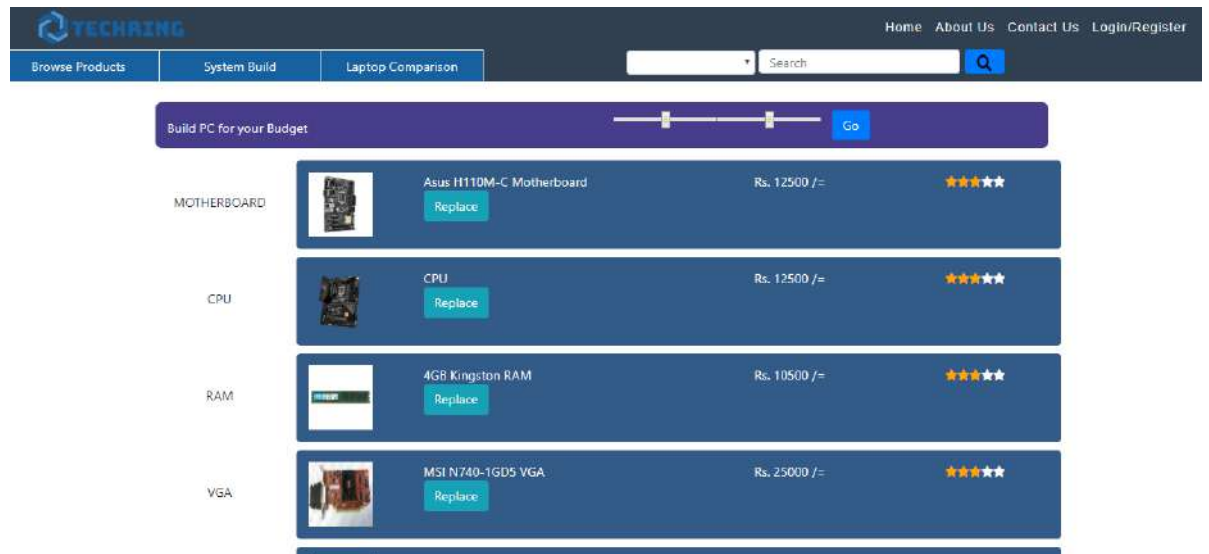 TECHRING
Home About Us Contact Us Login/Register
Browse Products System Build Laptop Comparison Search
Build PC for your Budget Go
MOTHERBOARD Asus H110M-C Motherboard Rs. 12500 /=
Replace
CPU CPU Rs. 12500 /=
Replace
RAM 4GB Kingston RAM Rs. 10500 /=
Replace
VGA MSI N740-1GD5 VGA Rs. 25000 /=
Replace